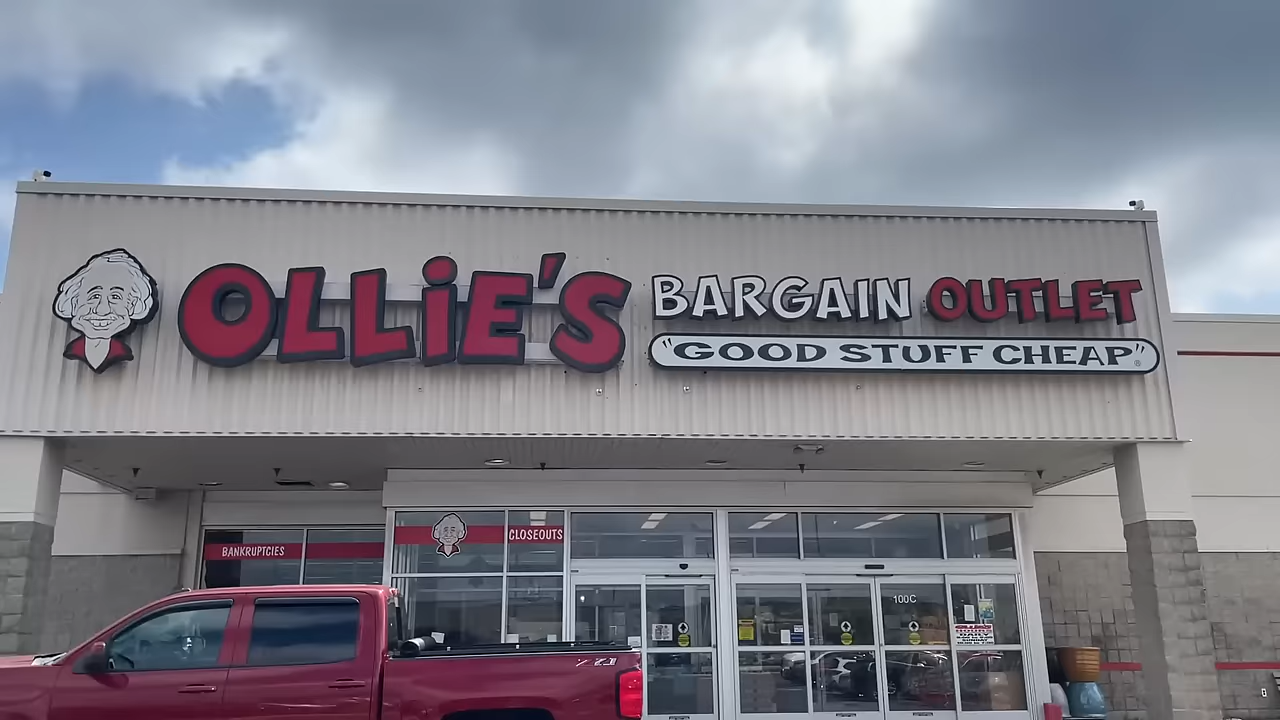 OLLiE'S
BARGAIN OUTLET
"GOOD STUFF CHEAP"®
BANKRUPTCIES
CLOSEOUTS
100C
Z71